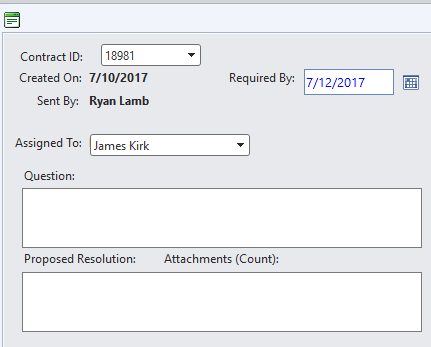 Contract ID: 18981
Created On: 7/10/2017 Required By: 7/12/2017
Sent By: Ryan Lamb
Assigned To: James Kirk
Question:
Proposed Resolution: Attachments (Count):